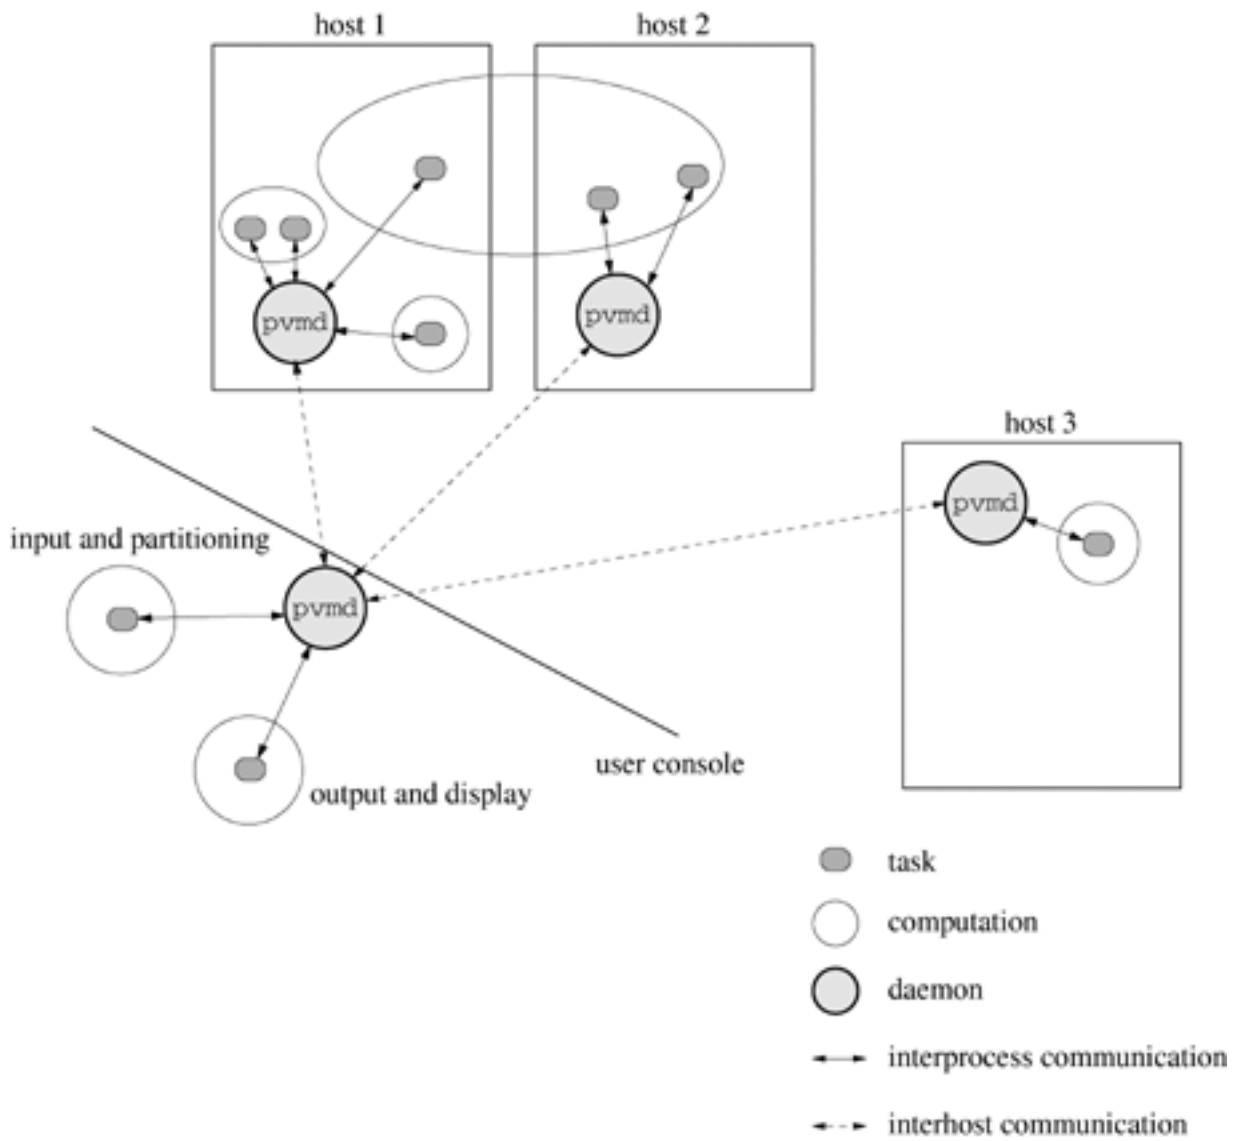 host 1
host 2
pvmd
pvmd
host 3
pvmd
input and partitioning
pvmd
user console
output and display
task
computation
daemon
interprocess communication
interhost communication